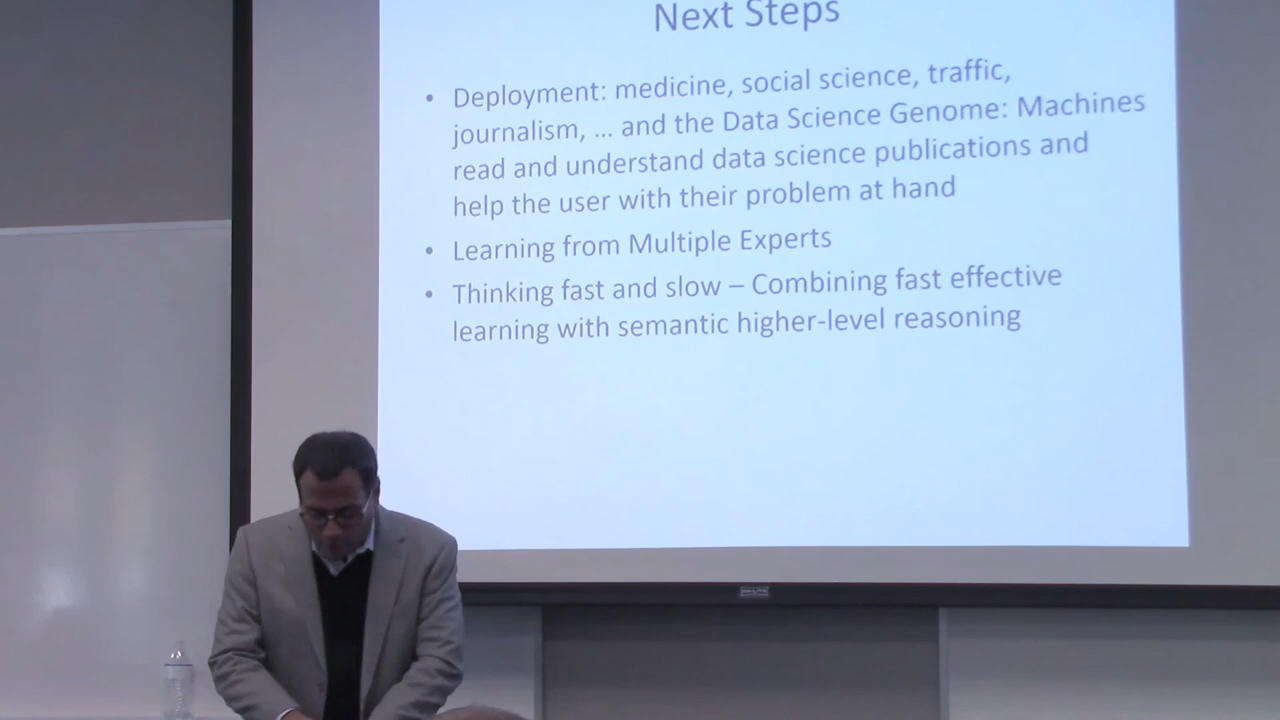 Next Steps
• Deployment: medicine, social science, traffic,
journalism, ... and the Data Science Genome: Machines
read and understand data science publications and
help the user with their problem at hand
• Learning from Multiple Experts
• Thinking fast and slow – Combining fast effective
learning with semantic higher-level reasoning